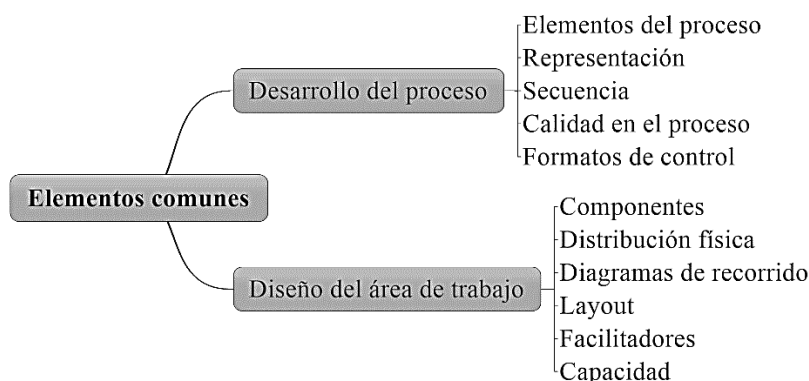 Elementos comunes
Desarrollo del proceso
Elementos del proceso
Representación
Secuencia
Calidad en el proceso
Formatos de control
Diseño del área de trabajo
Componentes
Distribución física
Diagramas de recorrido
Layout
Facilitadores
Capacidad